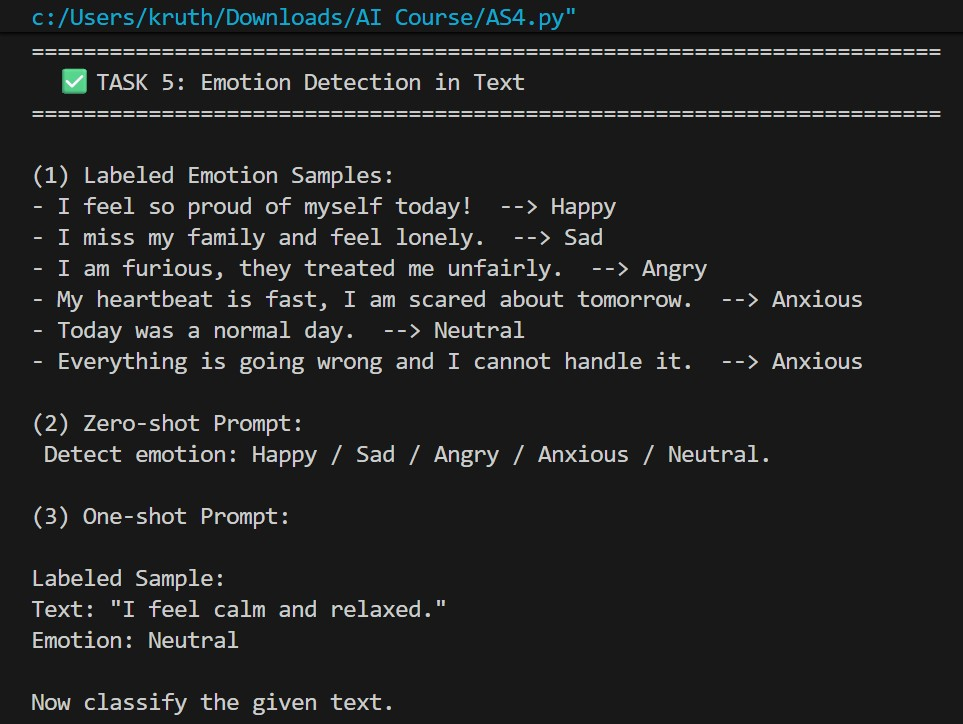 c:/Users/kruth/Downloads/AI Course/AS4.py"
======================================================================
✅ TASK 5: Emotion Detection in Text
======================================================================
(1) Labeled Emotion Samples:
- I feel so proud of myself today!  --> Happy
- I miss my family and feel lonely.  --> Sad
- I am furious, they treated me unfairly.  --> Angry
- My heartbeat is fast, I am scared about tomorrow.  --> Anxious
- Today was a normal day.  --> Neutral
- Everything is going wrong and I cannot handle it.  --> Anxious
(2) Zero-shot Prompt:
Detect emotion: Happy / Sad / Angry / Anxious / Neutral.
(3) One-shot Prompt:
Labeled Sample:
Text: "I feel calm and relaxed."
Emotion: Neutral
Now classify the given text.